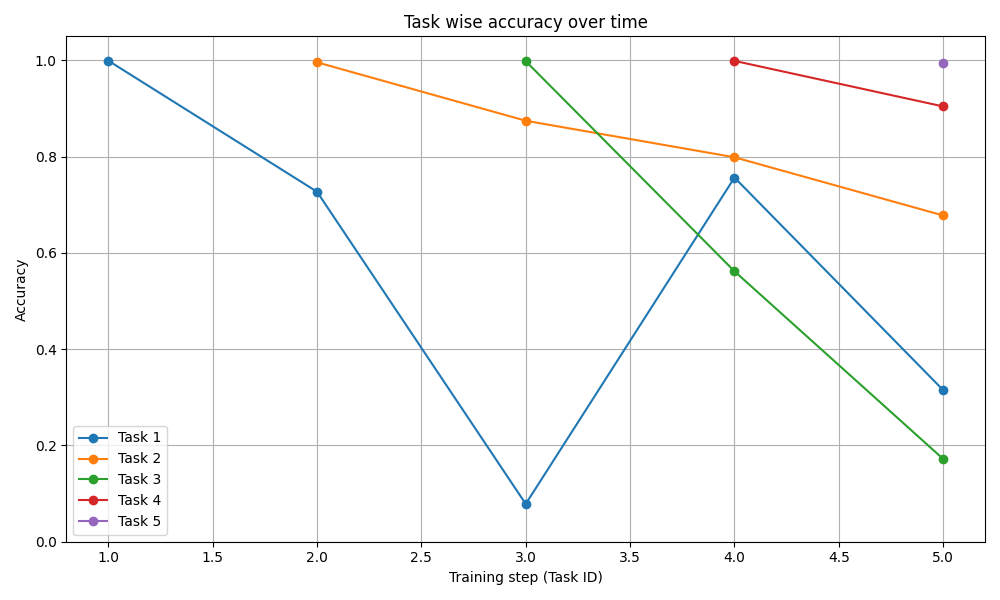 Task wise accuracy over time
Accuracy
1.0
0.8
0.6
0.4
0.2
0.0
Task 1
Task 2
Task 3
Task 4
Task 5
1.0 1.5 2.0 2.5 3.0 3.5 4.0 4.5 5.0
Training step (Task ID)